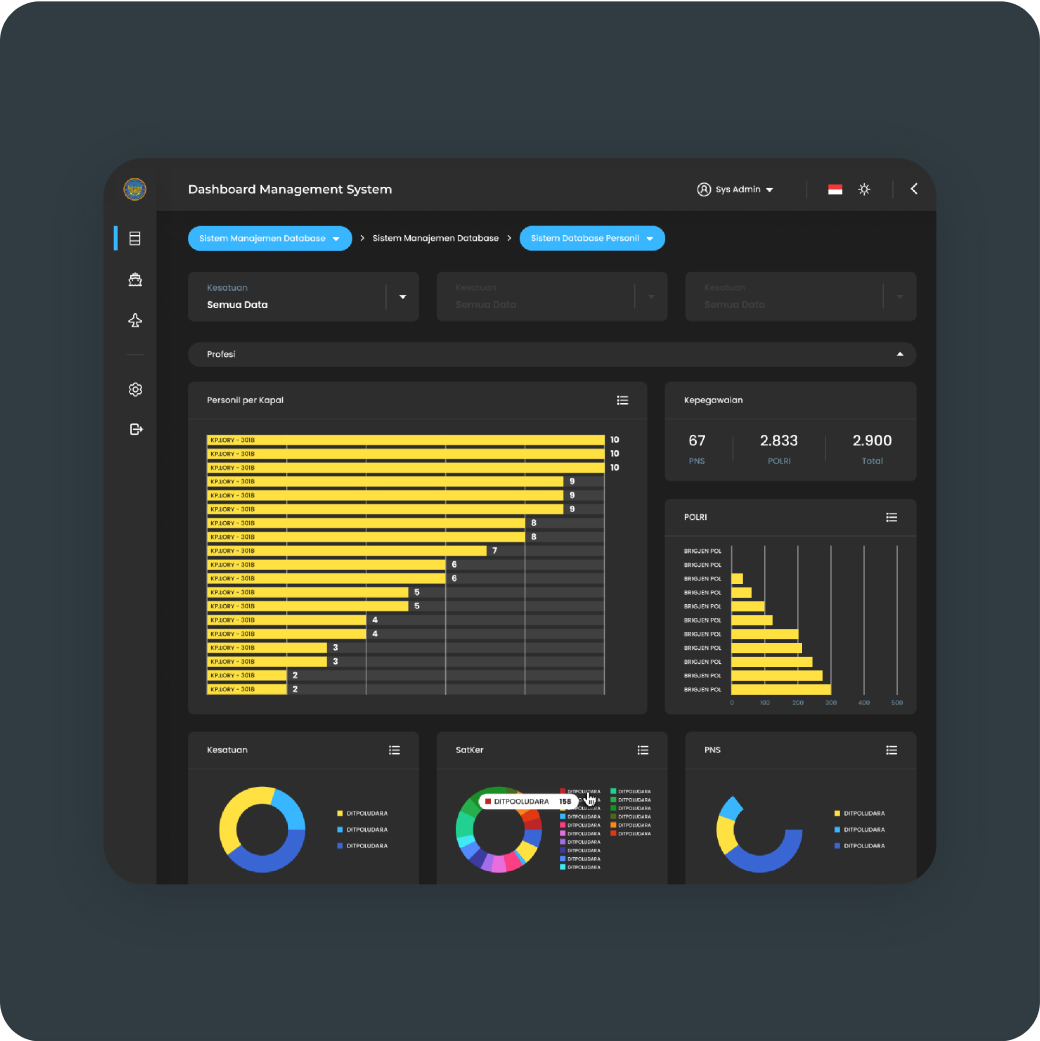 Dashboard Management System
Sys Admin
Sistem Manajemen Database
Sistem Manajemen Database
Sistem Database Personil
Kesatuan
Semua Data
Kesatuan
Semua Data
Kesatuan
Semua Data
Profesi
Personil per Kapal
KP.LORY - 3018 10
KP.LORY - 3018 10
KP.LORY - 3018 10
KP.LORY - 3018 9
KP.LORY - 3018 9
KP.LORY - 3018 9
KP.LORY - 3018 8
KP.LORY - 3018 8
KP.LORY - 3018 7
KP.LORY - 3018 6
KP.LORY - 3018 6
KP.LORY - 3018 5
KP.LORY - 3018 5
KP.LORY - 3018 4
KP.LORY - 3018 4
KP.LORY - 3018 3
KP.LORY - 3018 3
KP.LORY - 3018 2
KP.LORY - 3018 2
Kepegawaian
67 2.833 2.900
PNS POLRI Total
POLRI
BRIGJEN POL
BRIGJEN POL
BRIGJEN POL
BRIGJEN POL
BRIGJEN POL
BRIGJEN POL
BRIGJEN POL
BRIGJEN POL
BRIGJEN POL
BRIGJEN POL
BRIGJEN POL
0 100 200 300 400 500
Kesatuan
DITPOLUDARA
DITPOLUDARA
DITPOLUDARA
SatKer
DITPOOLUDARA 158
DITPOLUDARA DITPOLUDARA
DITPOLUDARA
DITPOLUDARA DITPOLUDARA
DITPOLUDARA DITPOLUDARA
DITPOLUDARA DITPOLUDARA
DITPOLUDARA DITPOLUDARA
DITPOLUDARA
DITPOLUDARA
DITPOLUDARA
DITPOLUDARA
PNS
DITPOLUDARA
DITPOLUDARA
DITPOLUDARA